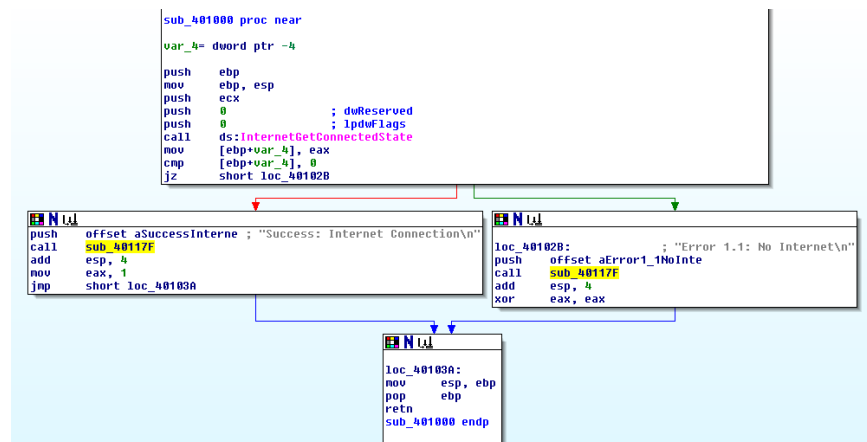 sub_401000 proc near
var_4= dword ptr -4
push ebp
mov ebp, esp
push ecx
push 0 ; dwReserved
push 0 ; lpdwFlags
call ds:InternetGetConnectedState
mov [ebp+var_4], eax
cmp [ebp+var_4], 0
jz short loc_40102B
push offset aSuccessInterne ; "Success: Internet Connection\n"
call sub_40117F
add esp, 4
mov eax, 1
jmp short loc_40103A
loc_40102B: ; "Error 1.1: No Internet\n"
push offset aError1_1NoInte
call sub_40117F
add esp, 4
xor eax, eax
loc_40103A:
mov esp, ebp
pop ebp
retn
sub_401000 endp